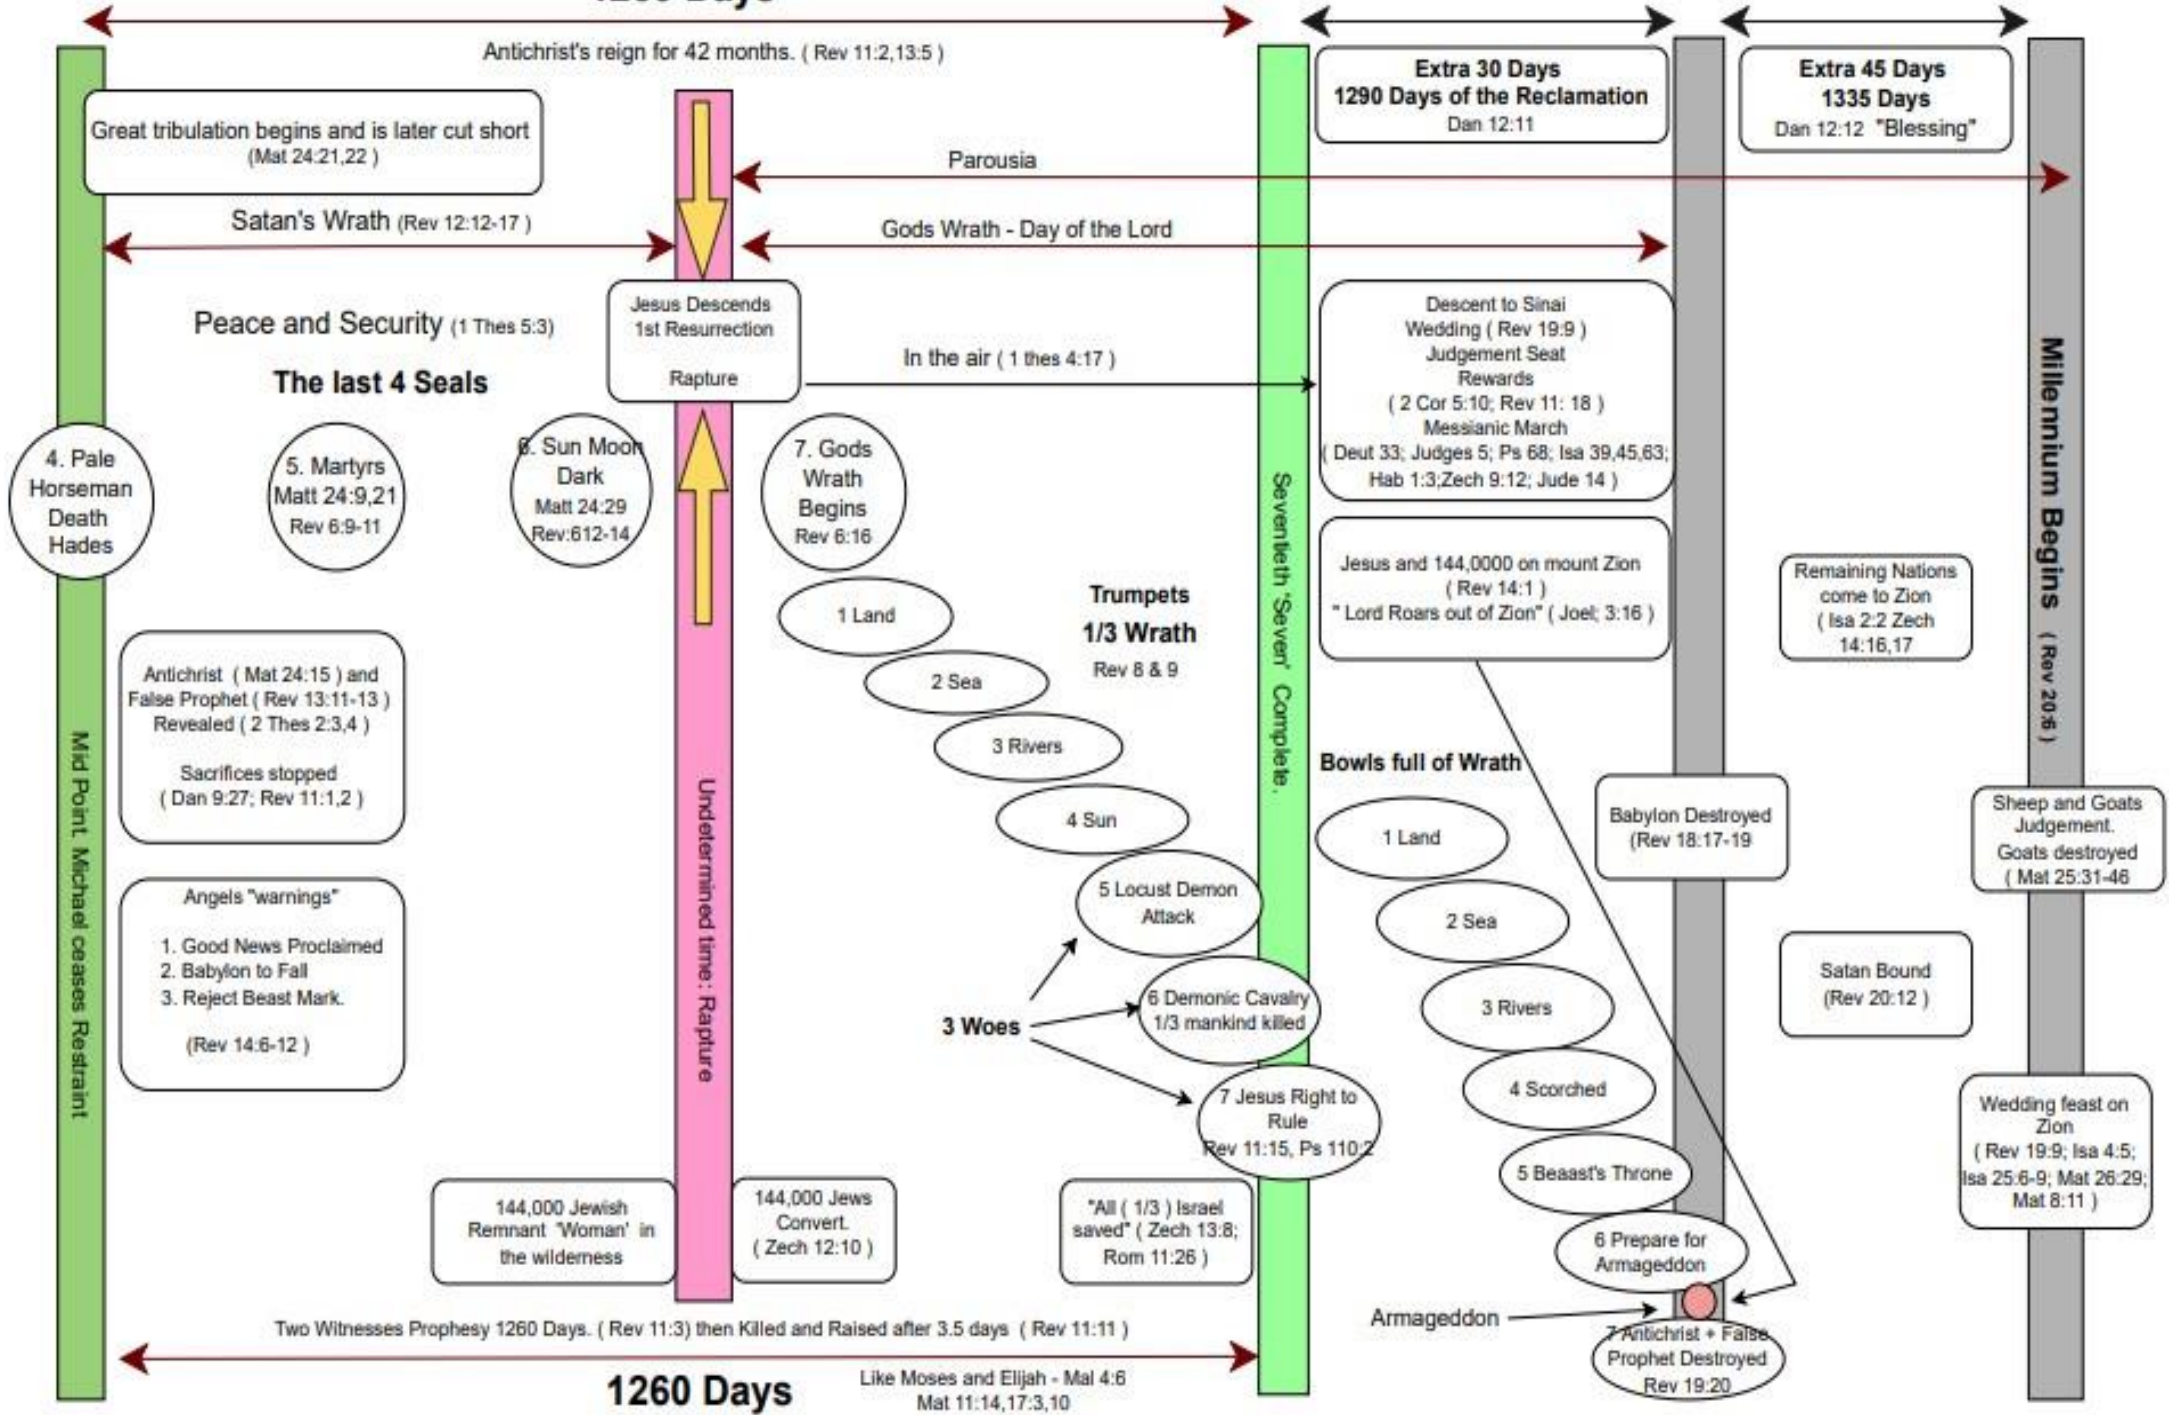 Antichrist's reign for 42 months. ( Rev 11:2,13:5 )
Extra 30 Days
1290 Days of the Reclamation
Dan 12:11
Extra 45 Days
1335 Days
Dan 12:12 "Blessing"
Great tribulation begins and is later cut short
(Mat 24:21,22 )
Parousia
Satan's Wrath (Rev 12:12-17 )
Gods Wrath - Day of the Lord
Peace and Security (1 Thes 5:3)
The last 4 Seals
Jesus Descends
1st Resurrection
Rapture
In the air ( 1 thes 4:17 )
Descent to Sinai
Wedding ( Rev 19:9 )
Judgement Seat
Rewards
( 2 Cor 5:10; Rev 11: 18 )
Messianic March
( Deut 33; Judges 5; Ps 68; Isa 39,45,63;
Hab 1:3;Zech 9:12; Jude 14 )
4. Pale
Horseman
Death
Hades
5. Martyrs
Matt 24:9,21
Rev 6:9-11
6. Sun Moon
Dark
Matt 24:29
Rev:612-14
7. Gods
Wrath
Begins
Rev 6:16
Jesus and 144,0000 on mount Zion
( Rev 14:1 )
" Lord Roars out of Zion" ( Joel; 3:16 )
Remaining Nations
come to Zion
( Isa 2:2 Zech
14:16,17
Millennium Begins ( Rev 20:6 )
Seventieth 'Seven' Complete.
Trumpets
1/3 Wrath
Rev 8 & 9
1 Land
2 Sea
3 Rivers
4 Sun
5 Locust Demon
Attack
6 Demonic Cavalry
1/3 mankind killed
7 Jesus Right to
Rule
Rev 11:15, Ps 110:2
3 Woes
Antichrist ( Mat 24:15 ) and
False Prophet ( Rev 13:11-13 )
Revealed ( 2 Thes 2:3,4 )
Sacrifices stopped
( Dan 9:27; Rev 11:1,2 )
Angels "warnings"
1. Good News Proclaimed
2. Babylon to Fall
3. Reject Beast Mark.
(Rev 14:6-12 )
Mid Point. Michael ceases Restraint
Undetermined time: Rapture
Bowls full of Wrath
1 Land
2 Sea
3 Rivers
4 Scorched
5 Beaast's Throne
6 Prepare for
Armageddon
7 Antichrist + False
Prophet Destroyed
Rev 19:20
Armageddon
Babylon Destroyed
(Rev 18:17-19
Sheep and Goats
Judgement.
Goats destroyed
( Mat 25:31-46
Satan Bound
(Rev 20:12 )
Wedding feast on
Zion
( Rev 19:9; Isa 4:5;
Isa 25:6-9; Mat 26:29;
Mat 8:11 )
144,000 Jewish
Remnant 'Woman' in
the wilderness
144,000 Jews
Convert.
( Zech 12:10 )
"All ( 1/3 ) Israel
saved" ( Zech 13:8;
Rom 11:26 )
Two Witnesses Prophesy 1260 Days. ( Rev 11:3) then Killed and Raised after 3.5 days ( Rev 11:11 )
1260 Days
Like Moses and Elijah - Mal 4:6
Mat 11:14,17:3,10